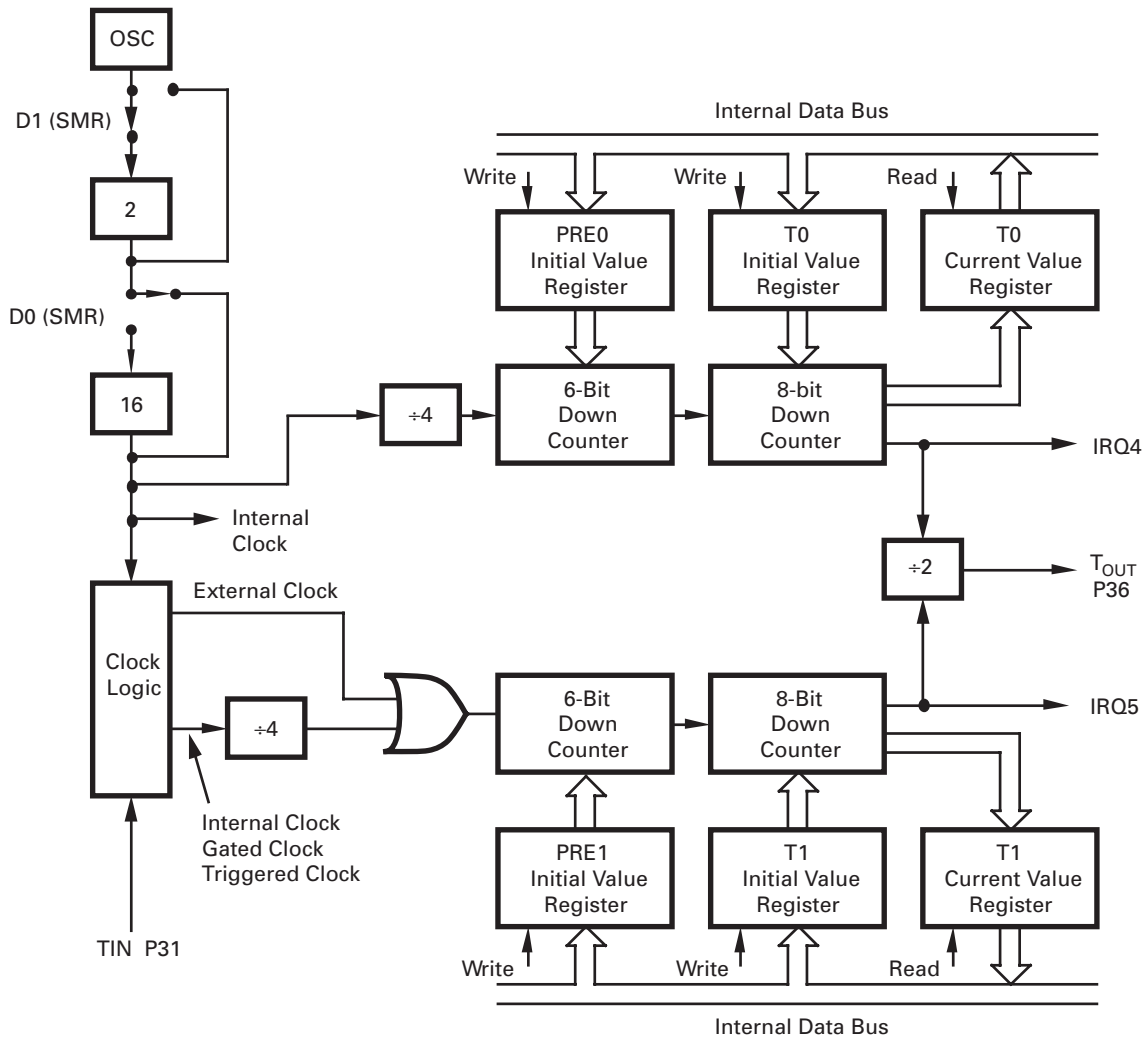 OSC
D1 (SMR)
2
D0 (SMR)
16
Internal
Clock
External Clock
Clock
Logic
÷4
Internal Clock
Gated Clock
Triggered Clock
TIN P31
Internal Data Bus
Write
Write
Read
PRE0
Initial Value
Register
T0
Initial Value
Register
T0
Current Value
Register
÷4
6-Bit
Down
Counter
8-bit
Down
Counter
IRQ4
÷2
TOUT
P36
6-Bit
Down
Counter
8-Bit
Down
Counter
IRQ5
PRE1
Initial Value
Register
T1
Initial Value
Register
T1
Current Value
Register
Write
Write
Read
Internal Data Bus